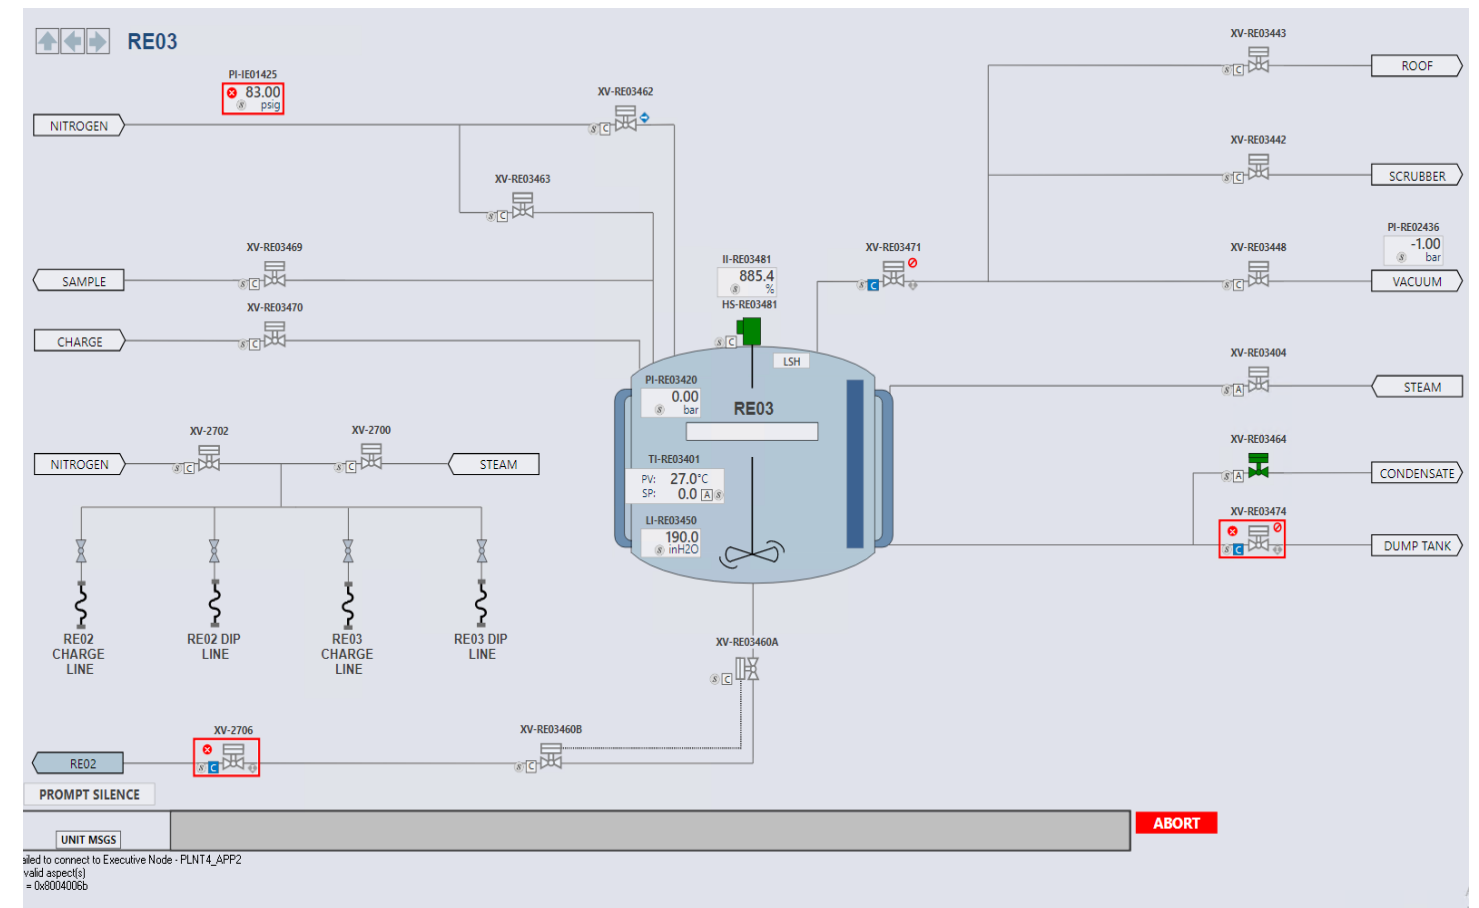 RE03
XV-RE03443
ROOF
PI-IE01425
83.00
S psig
XV-RE03462
NITROGEN
S C
S C
XV-RE03442
SCRUBBER
S C
XV-RE03463
S C
PI-RE02436
-1.00
S bar
XV-RE03469
SAMPLE
S C
II-RE03481
885.4
S %
HS-RE03481
S C
XV-RE03471
S C
XV-RE03448
VACUUM
S C
XV-RE03470
CHARGE
S C
LSH
XV-RE03404
STEAM
S A
PI-RE03420
0.00
S bar
RE03
XV-2702
XV-2700
NITROGEN
S C
S C
STEAM
TI-RE03401
PV: 27.0°C
SP: 0.0 A S
XV-RE03464
CONDENSATE
S A
LI-RE03450
190.0
S inH2O
XV-RE03474
DUMP TANK
S C
RE02
CHARGE
LINE
RE02 DIP
LINE
RE03
CHARGE
LINE
RE03 DIP
LINE
XV-RE03460A
S C
XV-2706
XV-RE03460B
RE02
S C
S C
PROMPT SILENCE
ABORT
UNIT MSGS
ailed to connect to Executive Node - PLNT4_APP2
valid aspect(s)
= 0x8004006b